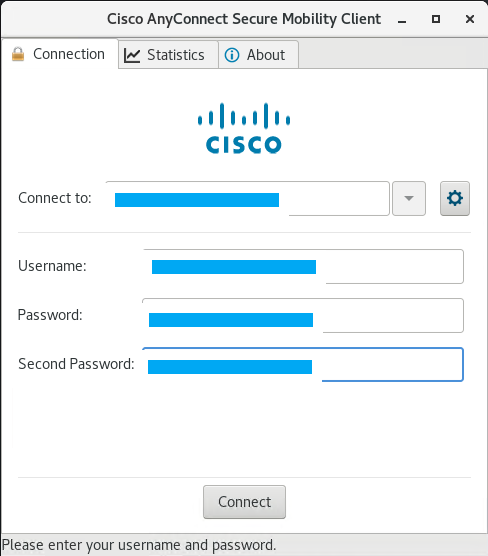 Cisco AnyConnect Secure Mobility Client
Connection Statistics About
CISCO
Connect to:
Username:
Password:
Second Password:
Connect
Please enter your username and password.